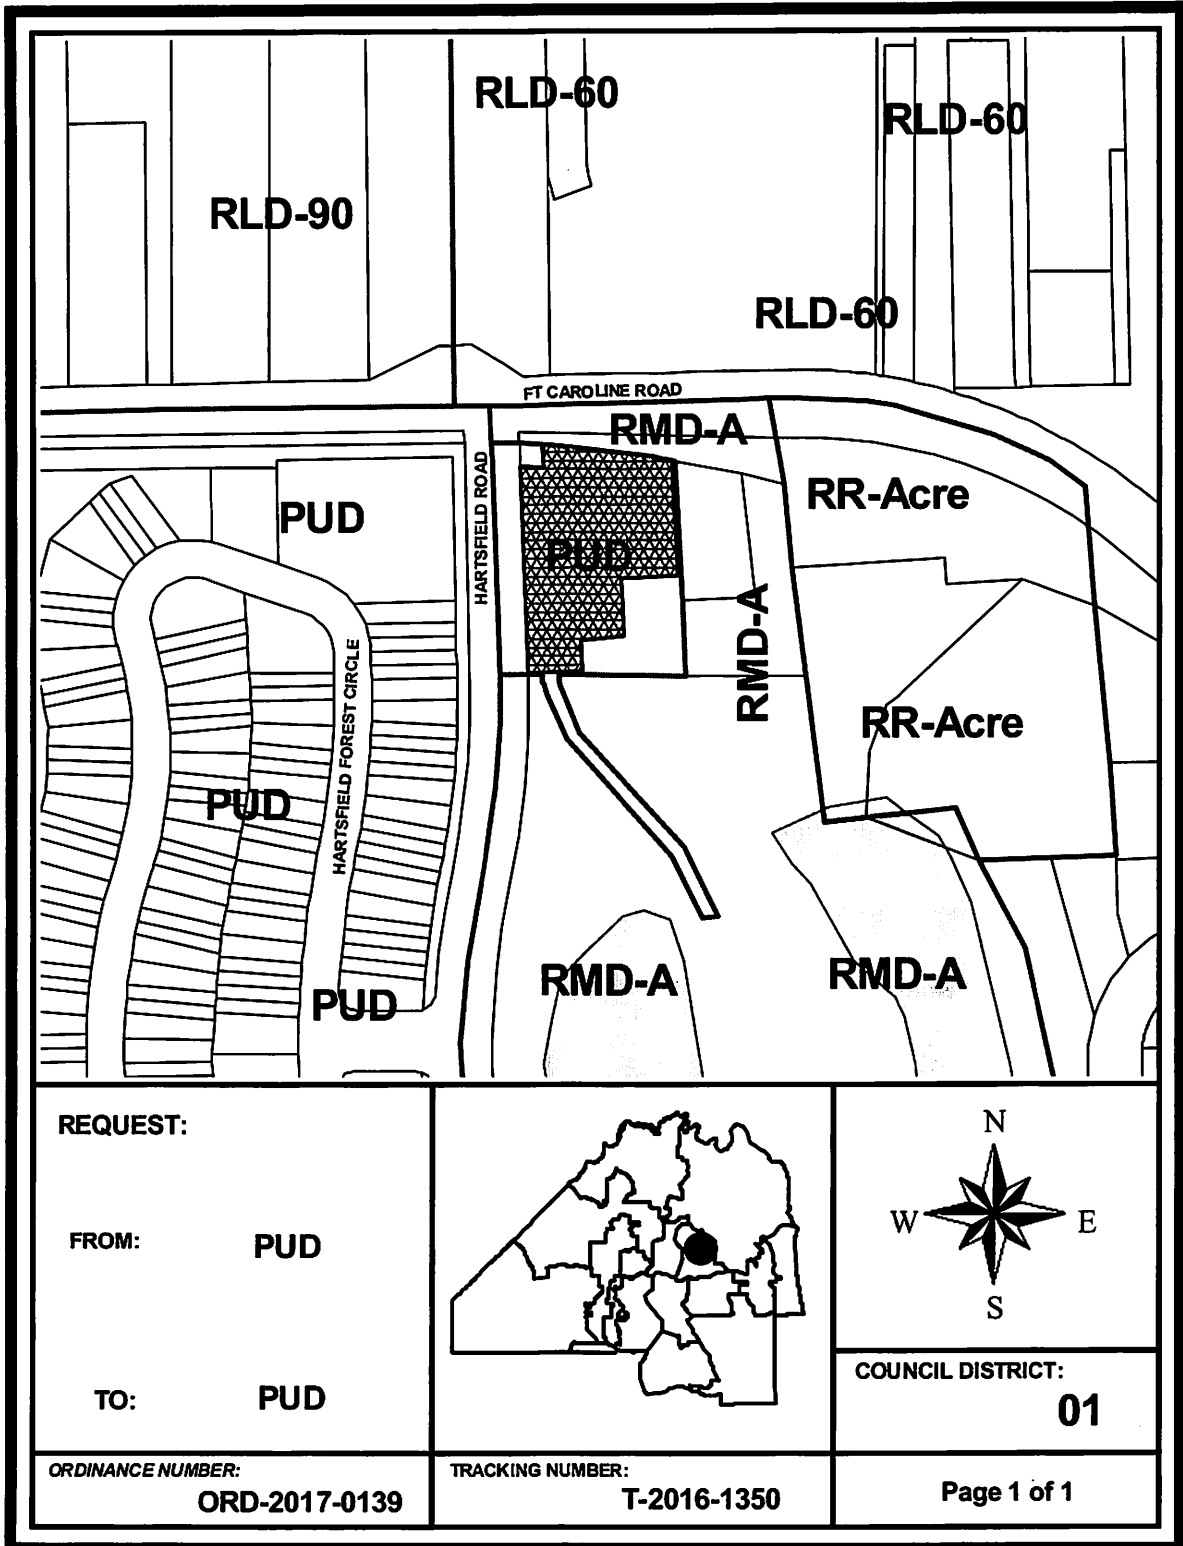 RLD-60
RLD-60
RLD-90
RLD-60
FT CAROLINE ROAD
RMD-A
RR-Acre
PUD
HARTSFIELD ROAD
PUD
RMD-A
HARTSFIELD FOREST CIRCLE
RR-Acre
PUD
RMD-A
RMD-A
PUD
REQUEST:
FROM: PUD
TO: PUD
N
W E
S
COUNCIL DISTRICT:
01
ORDINANCE NUMBER:
ORD-2017-0139
TRACKING NUMBER:
T-2016-1350
Page 1 of 1